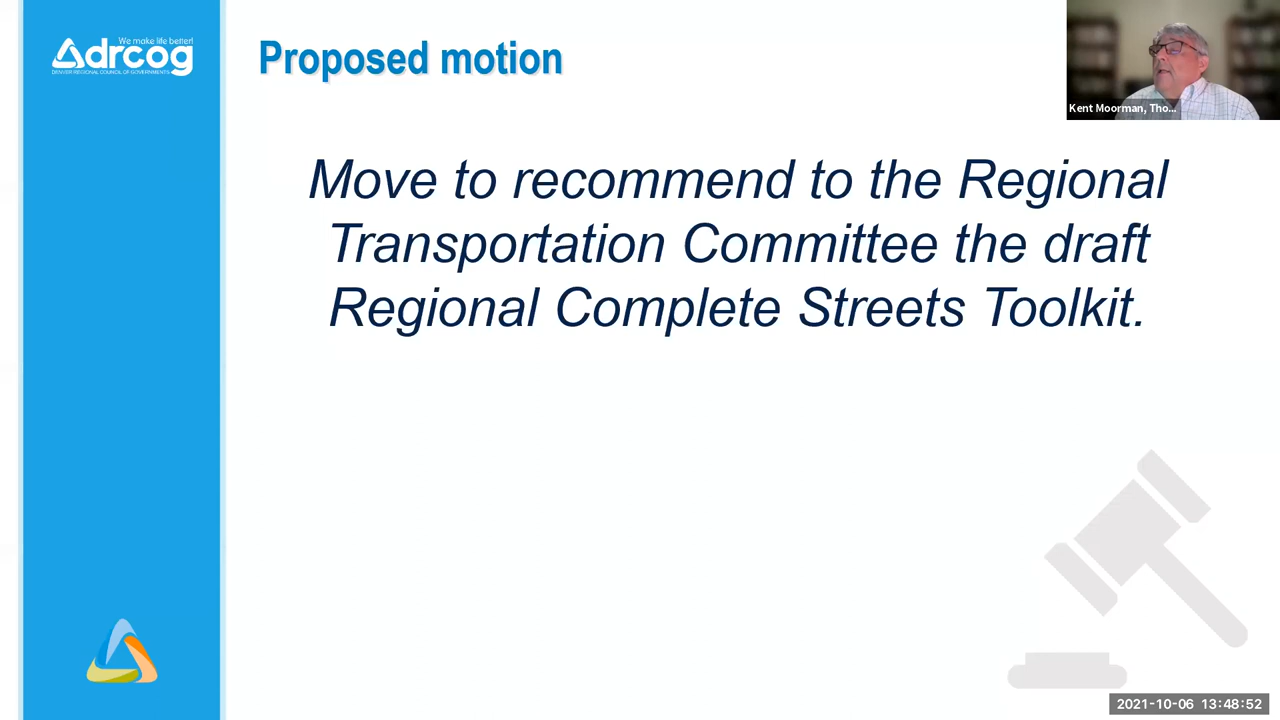 We make life better!
drcog
DENVER REGIONAL COUNCIL OF GOVERNMENTS
Proposed motion
Kent Moorman, Tho...
Move to recommend to the Regional
Transportation Committee the draft
Regional Complete Streets Toolkit.
2021-10-06 13:48:52